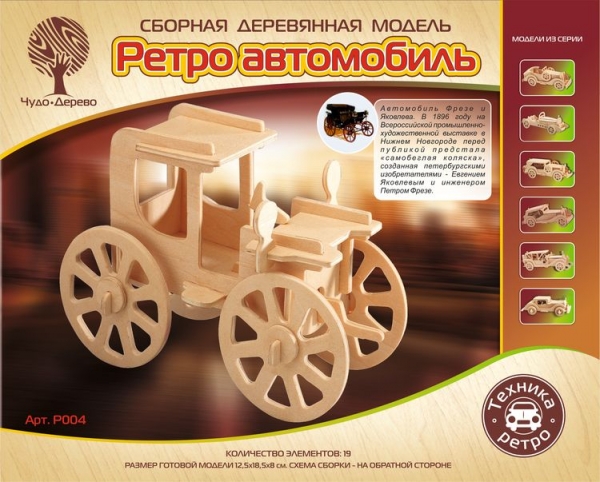 СБОРНАЯ ДЕРЕВЯННАЯ МОДЕЛЬ
Ретро автомобиль
Чудо-Дерево
МОДЕЛИ ИЗ СЕРИИ
Автомобиль Фрезе и
Яковлева. В 1896 году на
Всероссийской промышленно-
художественной выставке в
Нижнем Новгороде перед
публикой предстала
«самобеглая коляска»,
созданная петербургскими
изобретателями - Евгением
Яковлевым и инженером
Петром Фрезе.
Арт. P004
Техника
ретро
КОЛИЧЕСТВО ЭЛЕМЕНТОВ: 19
РАЗМЕР ГОТОВОЙ МОДЕЛИ 12,5х18,5х8 см. СХЕМА СБОРКИ - НА ОБРАТНОЙ СТОРОНЕ